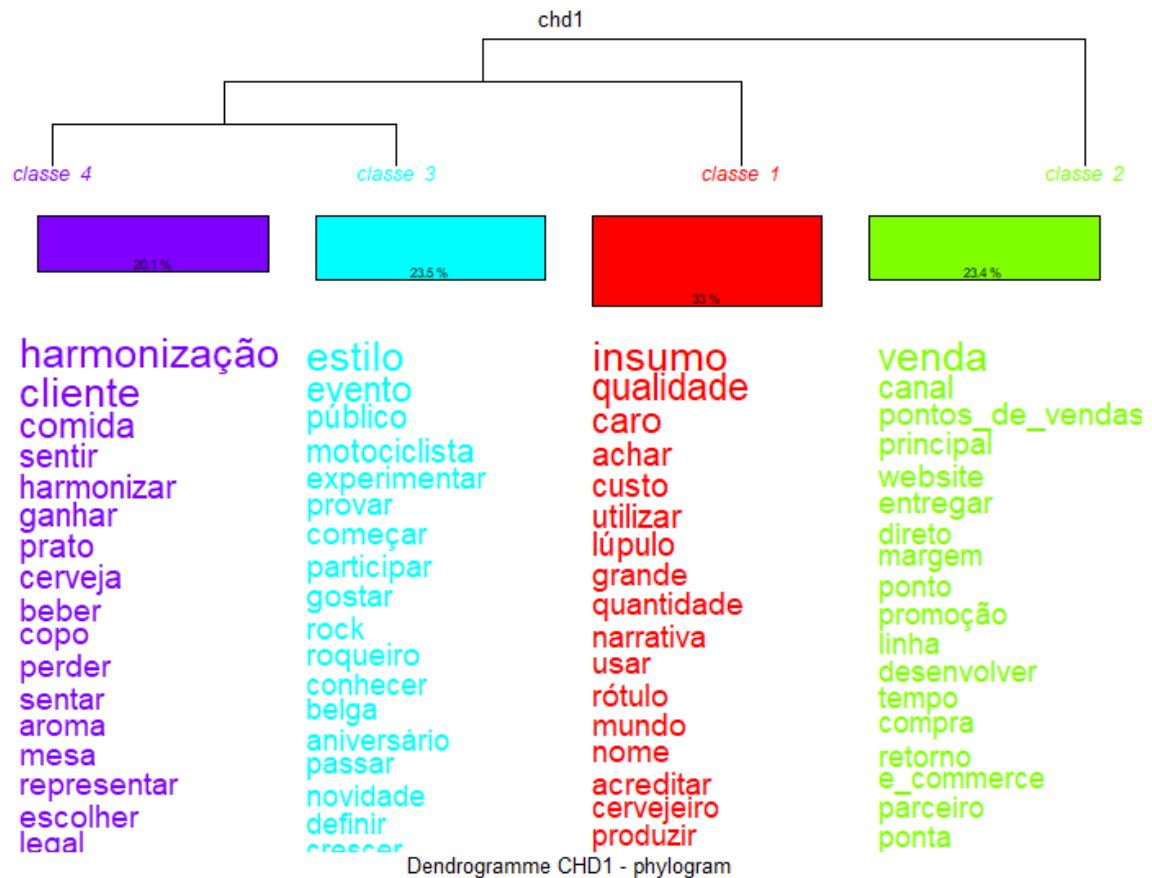 chd1
classe 4
classe 3
classe 1
classe 2
20.1 %
23.5 %
33 %
23.4 %
harmonização
cliente
comida
sentir
harmonizar
ganhar
prato
cerveja
beber
copo
perder
sentar
aroma
mesa
representar
escolher
legal
estilo
evento
público
motociclista
experimentar
provar
começar
participar
gostar
rock
roqueiro
conhecer
belga
aniversário
passar
novidade
definir
crescer
insumo
qualidade
caro
achar
custo
utilizar
lúpulo
grande
quantidade
narrativa
usar
rótulo
mundo
nome
acreditar
cervejeiro
produzir
venda
canal
pontos_de_vendas
principal
website
entregar
direto
margem
ponto
promoção
linha
desenvolver
tempo
compra
retorno
e_commerce
parceiro
ponta
Dendrogramme CHD1 - phylogram